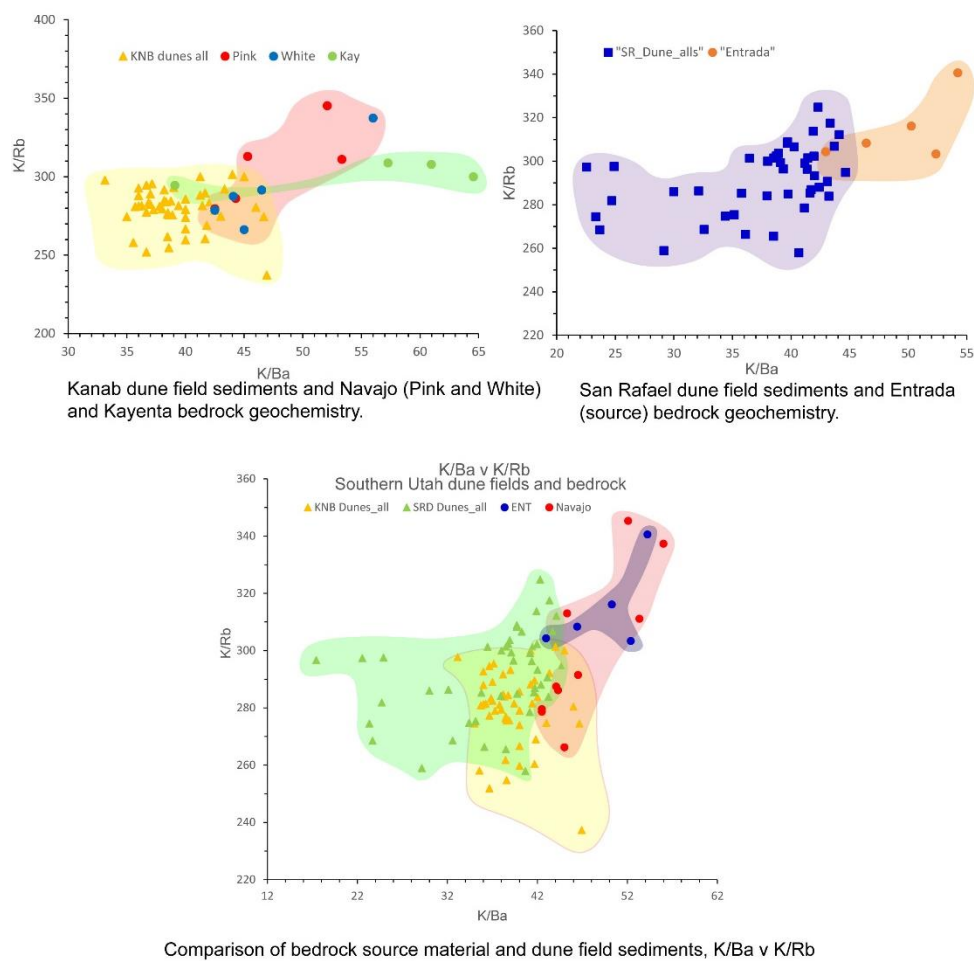 400
350
300
250
200
K/Rb
KNB dunes all Pink White Kay
30 35 40 45 50 55 60 65
K/Ba
Kanab dune field sediments and Navajo (Pink and White)
and Kayenta bedrock geochemistry.
360
340
320
300
280
260
240
220
K/Rb
"SR_Dune_alls" "Entrada"
20 25 30 35 40 45 50 55
K/Ba
San Rafael dune field sediments and Entrada
(source) bedrock geochemistry.
K/Ba v K/Rb
Southern Utah dune fields and bedrock
KNB Dunes_all SRD Dunes_all ENT Navajo
360
340
320
300
280
260
240
220
K/Rb
12 22 32 42 52 62
K/Ba
Comparison of bedrock source material and dune field sediments, K/Ba v K/Rb